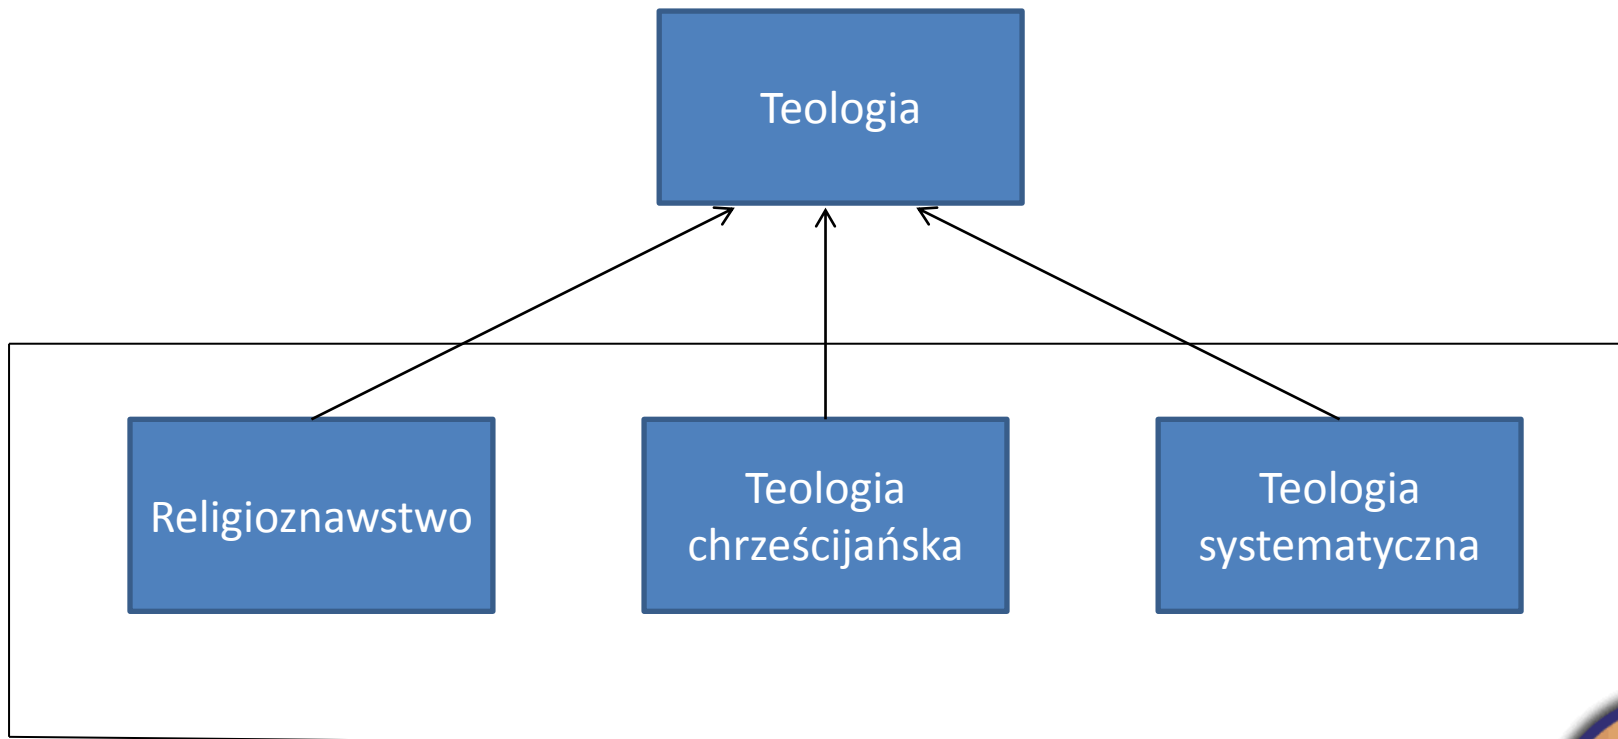 Teologia
Religioznawstwo
Teologia
chrześcijańska
Teologia
systematyczna